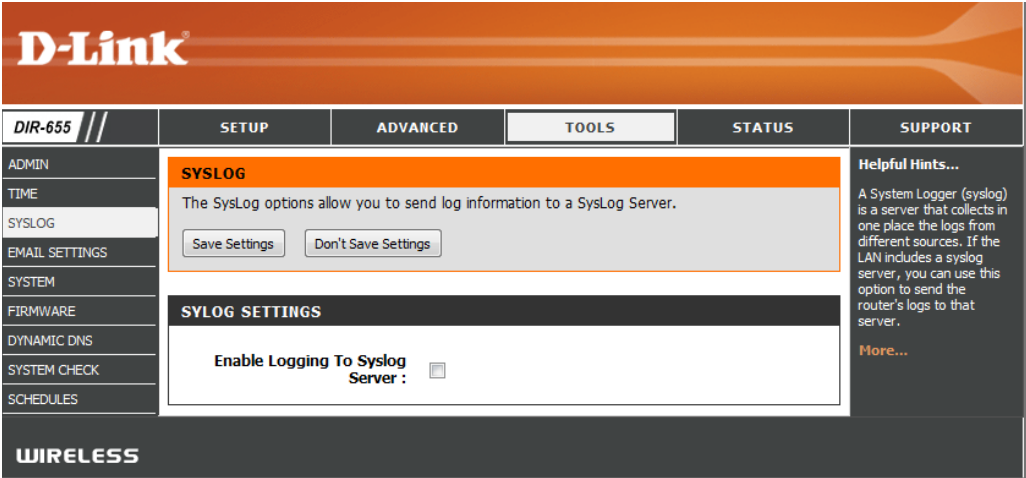 D-Link®
DIR-655
SETUP
ADVANCED
TOOLS
STATUS
SUPPORT
ADMIN
TIME
SYSLOG
EMAIL SETTINGS
SYSTEM
FIRMWARE
DYNAMIC DNS
SYSTEM CHECK
SCHEDULES
SYSLOG
The SysLog options allow you to send log information to a SysLog Server.
Save Settings
Don't Save Settings
SYLOG SETTINGS
Enable Logging To Syslog
Server :
Helpful Hints...
A System Logger (syslog)
is a server that collects in
one place the logs from
different sources. If the
LAN includes a syslog
server, you can use this
option to send the
router's logs to that
server.
More...
WIRELESS